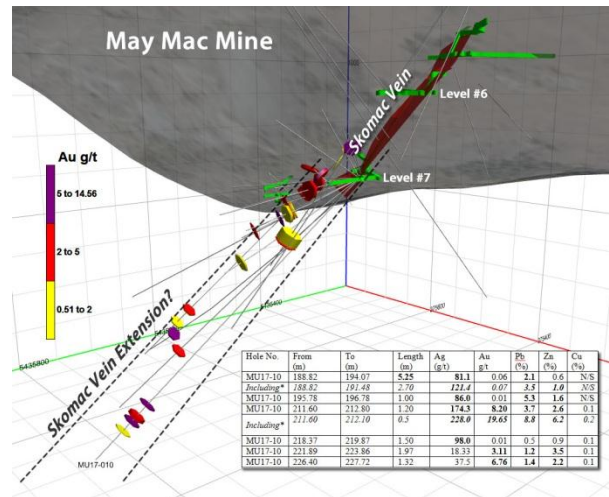 May Mac Mine
Level #6
Skomac Vein
Au g/t
Level #7
5 to 14.56
2 to 5
0.51 to 2
Skomac Vein Extension?
5435800
MU17-010
Hole No. From (m) To (m) Length (m) Ag (g/t) Au g/t Pb (%) Zn (%) Cu (%)
MU17-10 188.82 194.07 5.25 81.1 0.06 2.1 0.6 N/S
Including* 188.82 191.48 2.70 121.4 0.07 3.5 1.0 N/S
MU17-10 195.78 196.78 1.00 86.0 0.01 5.3 1.6 N/S
MU17-10 211.60 212.80 1.20 174.3 8.20 3.7 2.6 0.1
Including* 211.60 212.10 0.5 228.0 19.65 8.8 6.2 0.2
MU17-10 218.37 219.87 1.50 98.0 0.01 0.5 0.9 0.1
MU17-10 221.89 223.86 1.97 18.33 3.11 1.2 3.5 0.1
MU17-10 226.40 227.72 1.32 37.5 6.76 1.4 2.2 0.1